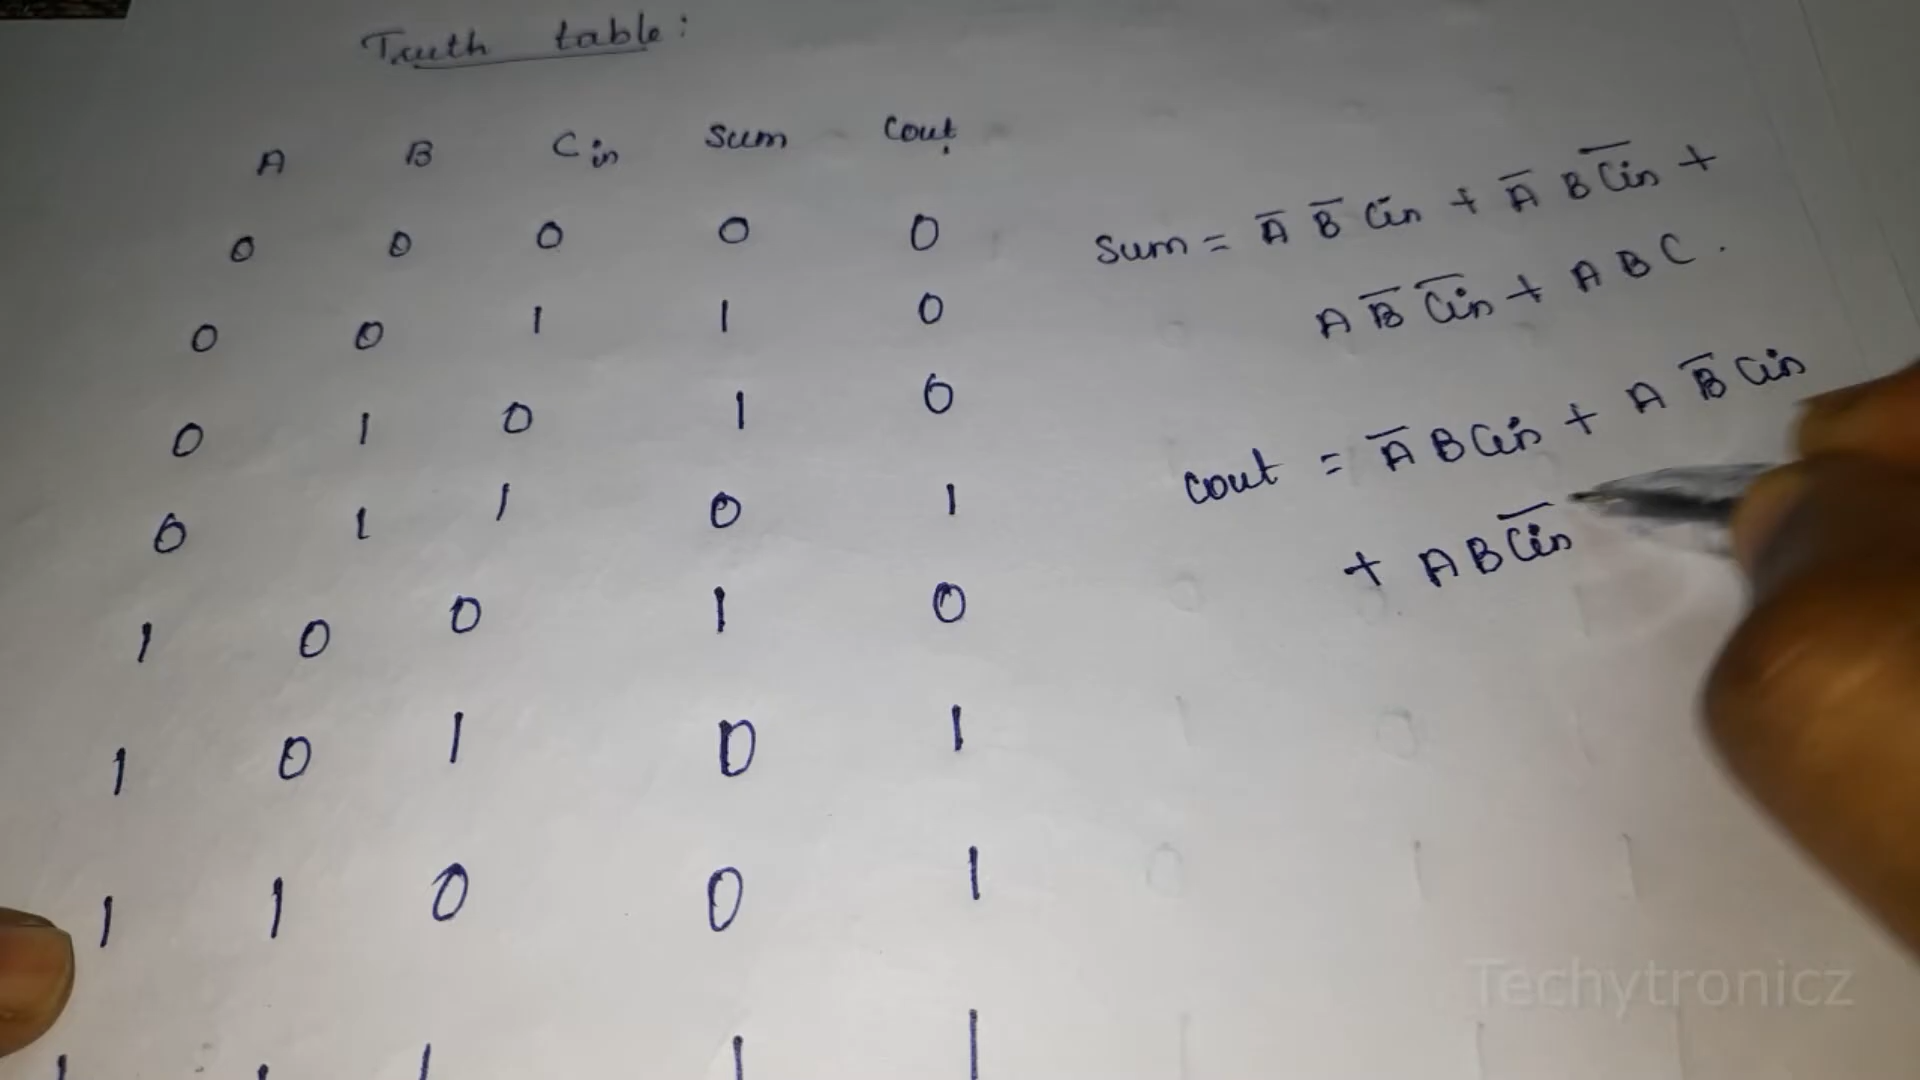 Truth table:
A B Cin Sum Cout
0 0 0 0 0
0 0 1 1 0
0 1 0 1 0
0 1 1 0 1
1 0 0 1 0
1 0 1 0 1
1 1 0 0 1
1 1 1 1 1
Sum = A̅ B̅ Cin + A̅ B C̅i̅n̅ +
A B̅ C̅i̅n̅ + A B C .
Cout = A̅ B Cin + A B̅ Cin
+ A B C̅i̅n̅
Techytronicz